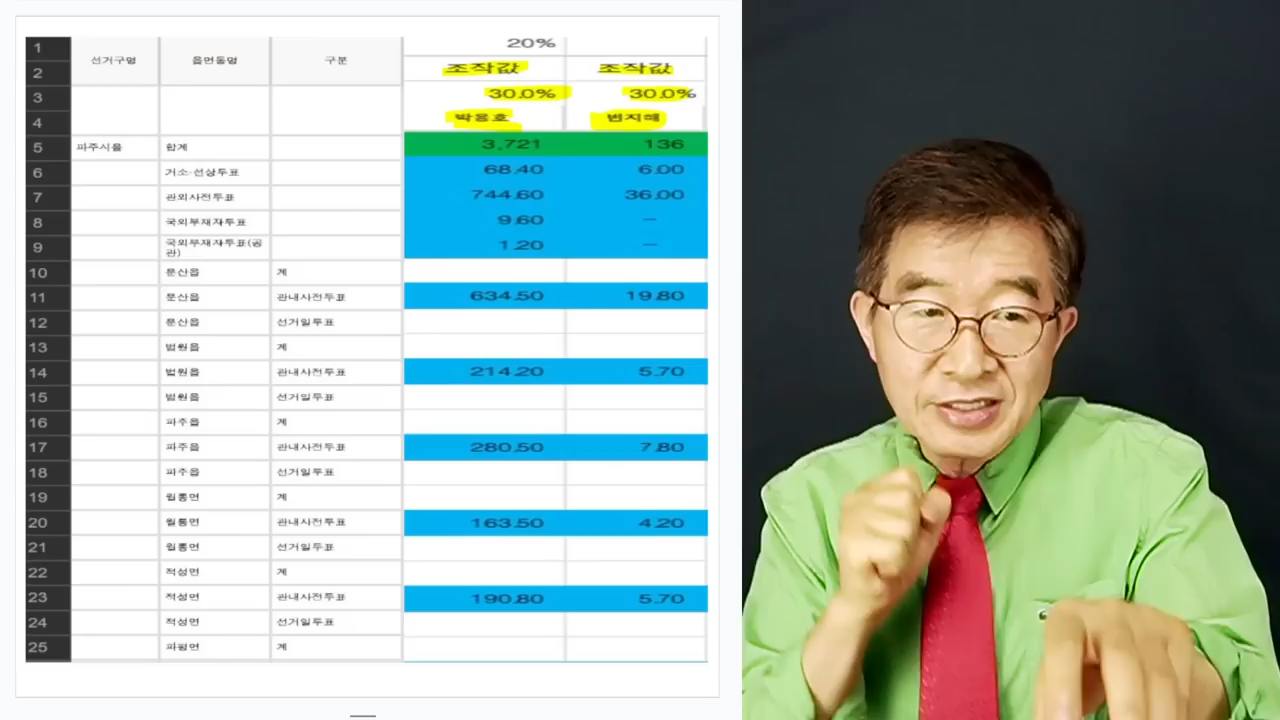 1 20%
2 선거구명 읍면동명 구분 조작값 조작값
3 30.0% 30.0%
4 박용호 변지해
5 파주시을 합계 3,721 136
6 거소·선상투표 68.40 6.00
7 관외사전투표 744.60 36.00
8 국외부재자투표 9.60 –
9 국외부재자투표(공관) 1.20 –
10 문산읍 계
11 문산읍 관내사전투표 634.50 19.80
12 문산읍 선거일투표
13 법원읍 계
14 법원읍 관내사전투표 214.20 5.70
15 법원읍 선거일투표
16 파주읍 계
17 파주읍 관내사전투표 280.50 7.80
18 파주읍 선거일투표
19 월롱면 계
20 월롱면 관내사전투표 163.50 4.20
21 월롱면 선거일투표
22 적성면 계
23 적성면 관내사전투표 190.80 5.70
24 적성면 선거일투표
25 파평면 계